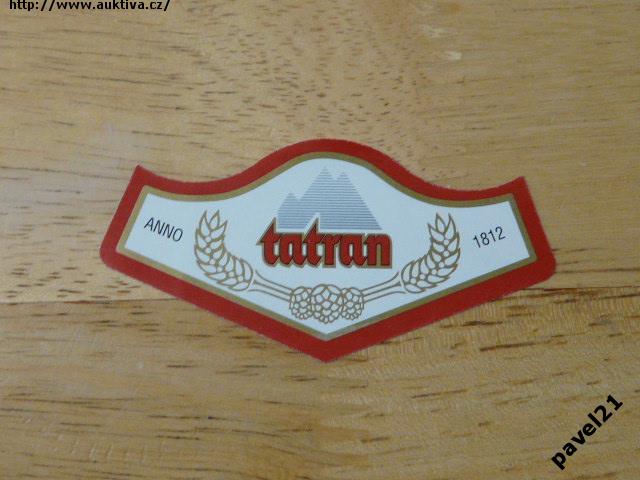 http://www.auktiva.cz/
ANNO
tatran
1812
pavel21